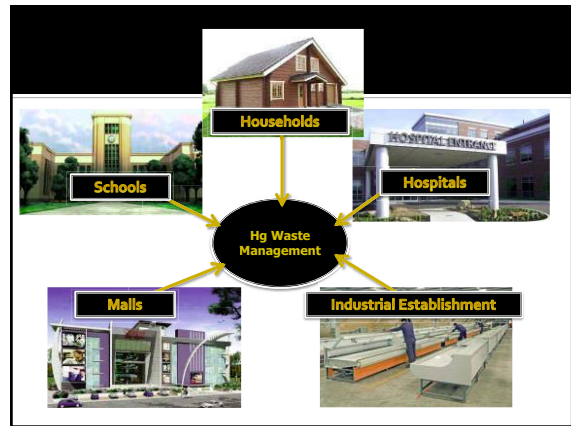 Households
HOSPITAL ENTRANCE
Schools
Hospitals
Hg Waste
Management
Malls
Industrial Establishment